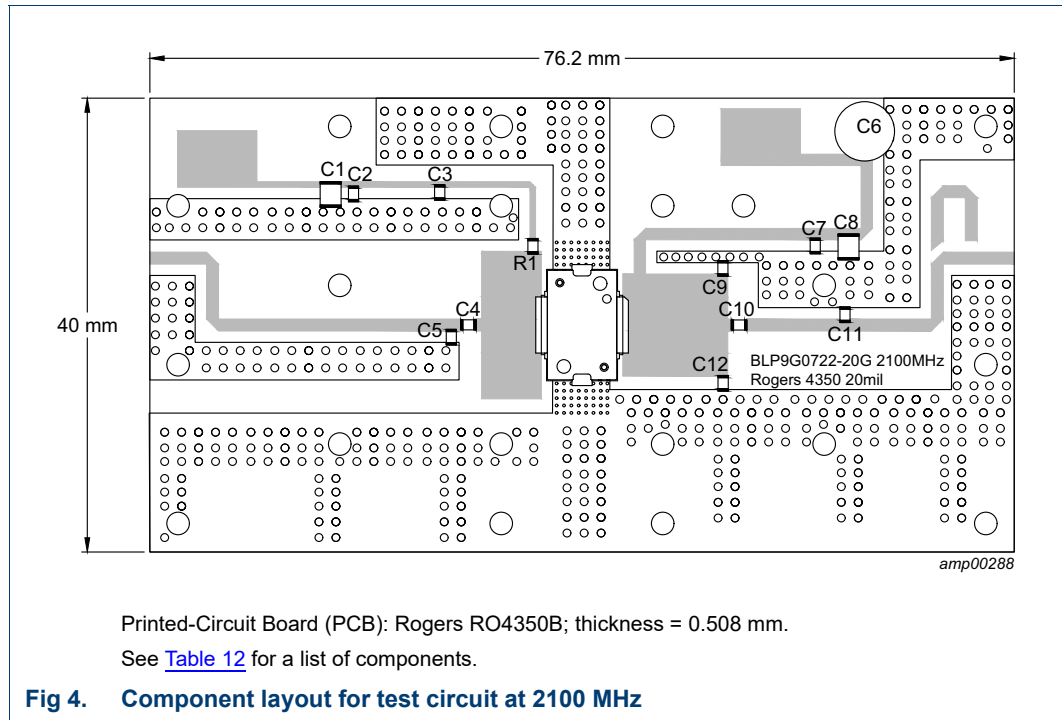 76.2 mm
40 mm
C6
C1
C2
C3
C7
C8
R1
C9
C4
C10
C5
C11
BLP9G0722-20G 2100MHz
C12
Rogers 4350 20mil
amp00288
Printed-Circuit Board (PCB): Rogers RO4350B; thickness = 0.508 mm.
See Table 12 for a list of components.
Fig 4. Component layout for test circuit at 2100 MHz